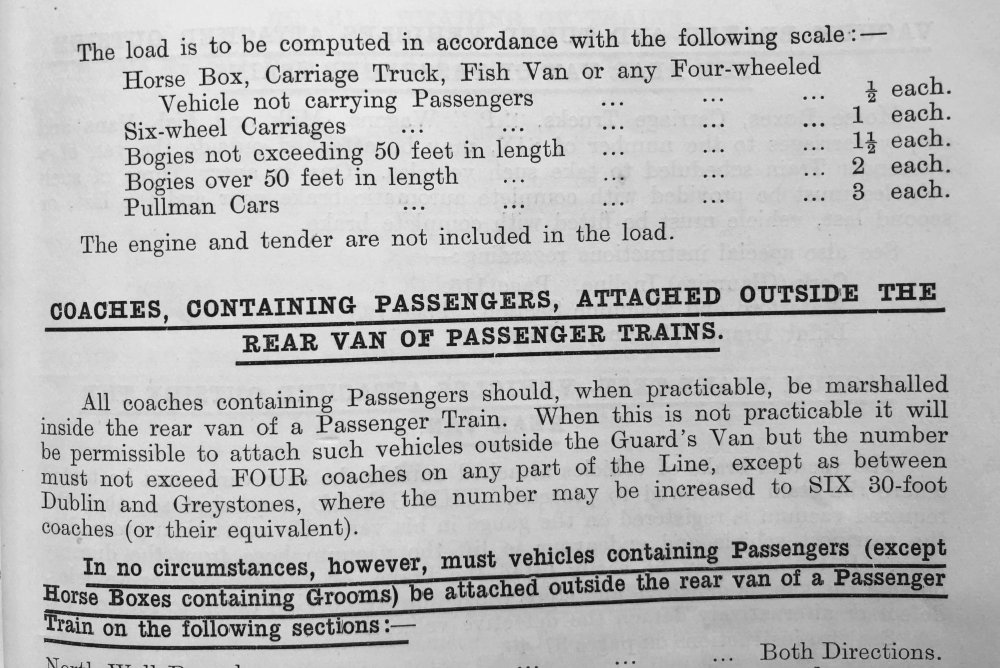 The load is to be computed in accordance with the following scale:—
Horse Box, Carriage Truck, Fish Van or any Four-wheeled
Vehicle not carrying Passengers ... ... ... ½ each.
Six-wheel Carriages ... ... ... ... ... 1 each.
Bogies not exceeding 50 feet in length ... ... ... 1½ each.
Bogies over 50 feet in length ... ... ... ... 2 each.
Pullman Cars ... ... ... ... ... 3 each.
The engine and tender are not included in the load.
COACHES, CONTAINING PASSENGERS, ATTACHED OUTSIDE THE
REAR VAN OF PASSENGER TRAINS.
All coaches containing Passengers should, when practicable, be marshalled
inside the rear van of a Passenger Train. When this is not practicable it will
be permissible to attach such vehicles outside the Guard's Van but the number
must not exceed FOUR coaches on any part of the Line, except as between
Dublin and Greystones, where the number may be increased to SIX 30-foot
coaches (or their equivalent).
In no circumstances, however, must vehicles containing Passengers (except
Horse Boxes containing Grooms) be attached outside the rear van of a Passenger
Train on the following sections:—
North Wall ... ... ... Both Directions.